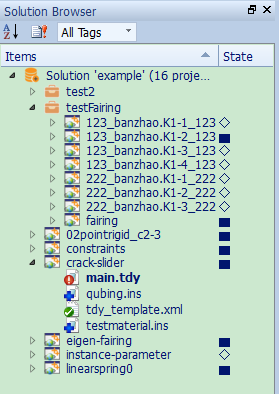 Solution Browser
All Tags
Items State
Solution 'example' (16 proje...
test2
testFairing
123_banzhao.K1-1_123
123_banzhao.K1-2_123
123_banzhao.K1-3_123
123_banzhao.K1-4_123
222_banzhao.K1-1_222
222_banzhao.K1-2_222
222_banzhao.K1-3_222
fairing
02pointrigid_c2-3
constraints
crack-slider
main.tdy
qubing.ins
tdy_template.xml
testmaterial.ins
eigen-fairing
instance-parameter
linearspring0